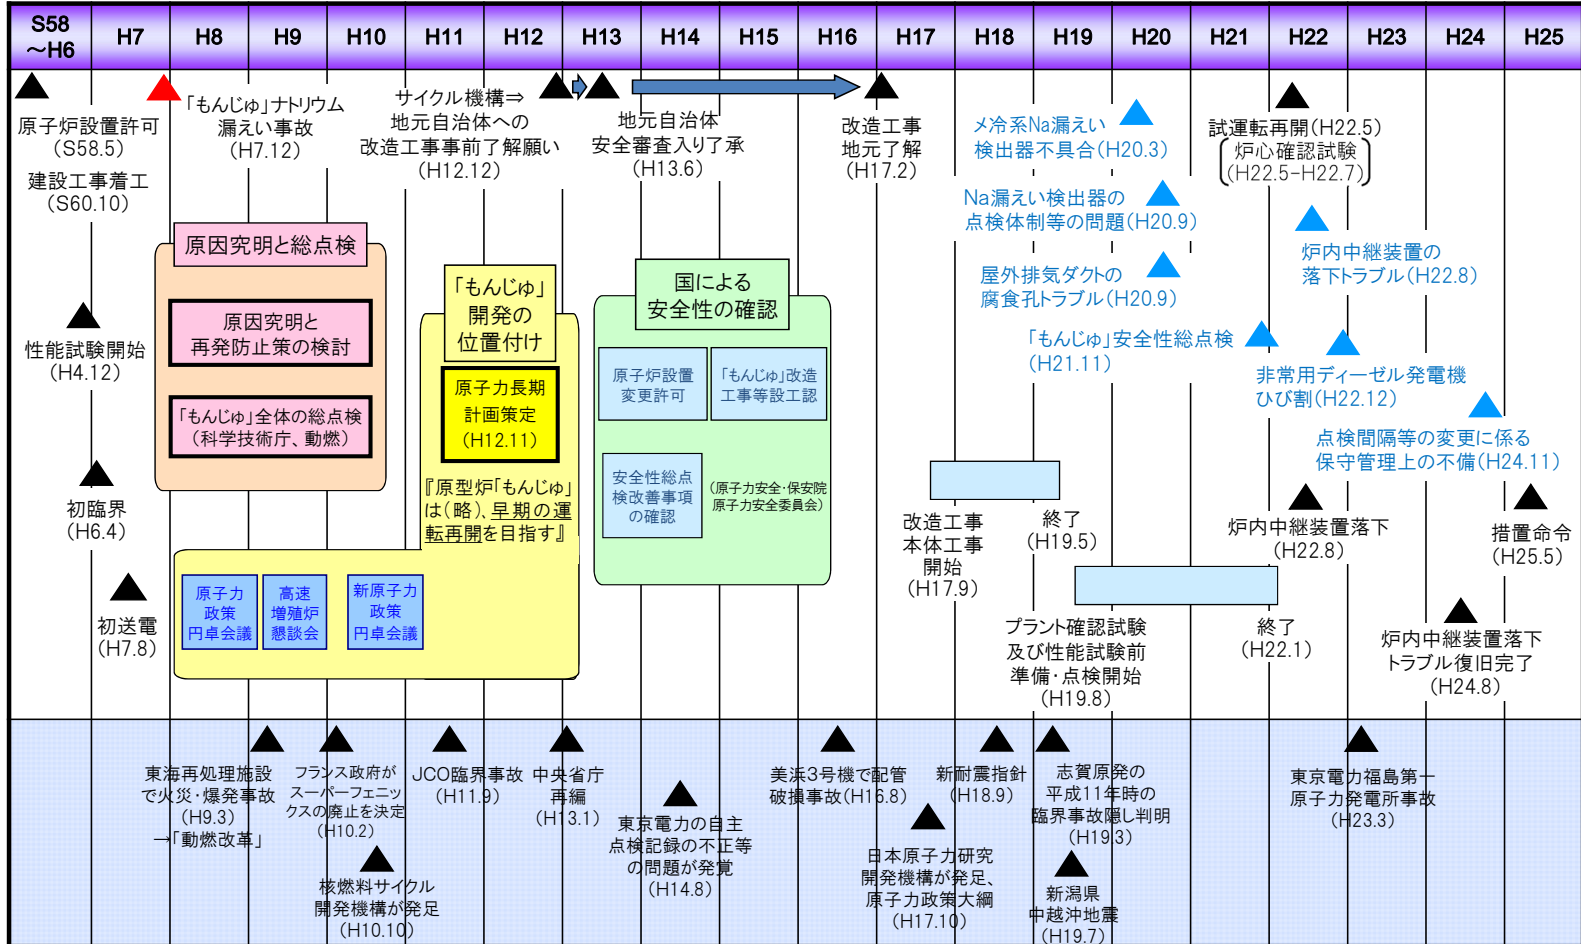 S58
～H6
H7
H8
H9
H10
H11
H12
H13
H14
H15
H16
H17
H18
H19
H20
H21
H22
H23
H24
H25
原子炉設置許可
(S58.5)
建設工事着工
(S60.10)
「もんじゅ」ナトリウム
漏えい事故
(H7.12)
サイクル機構⇒
地元自治体への
改造工事事前了解願い
(H12.12)
地元自治体
安全審査入り了承
(H13.6)
改造工事
地元了解
(H17.2)
メ冷系Na漏えい
検出器不具合(H20.3)
試運転再開(H22.5)
炉心確認試験
(H22.5-H22.7)
Na漏えい検出器の
点検体制等の問題(H20.9)
炉内中継装置の
落下トラブル(H22.8)
屋外排気ダクトの
腐食孔トラブル(H20.9)
「もんじゅ」安全性総点検
(H21.11)
非常用ディーゼル発電機
ひび割(H22.12)
点検間隔等の変更に係る
保守管理上の不備(H24.11)
性能試験開始
(H4.12)
初臨界
(H6.4)
初送電
(H7.8)
原因究明と総点検
原因究明と
再発防止策の検討
「もんじゅ」全体の総点検
(科学技術庁、動燃)
「もんじゅ」
開発の
位置付け
原子力長期
計画策定
(H12.11)
『原型炉「もんじゅ」
は(略)、早期の運
転再開を目指す』
原子力
政策
円卓会議
高速
増殖炉
懇談会
新原子力
政策
円卓会議
国による
安全性の確認
原子炉設置
変更許可
「もんじゅ」改造
工事等設工認
安全性総点
検改善事項
の確認
(原子力安全・保安院
原子力安全委員会)
改造工事
本体工事
開始
(H17.9)
終了
(H19.5)
プラント確認試験
及び性能試験前
準備・点検開始
(H19.8)
終了
(H22.1)
炉内中継装置落下
(H22.8)
措置命令
(H25.5)
炉内中継装置落下
トラブル復旧完了
(H24.8)
東海再処理施設
で火災・爆発事故
(H9.3)
→「動燃改革」
フランス政府が
スーパーフェニッ
クスの廃止を決定
(H10.2)
核燃料サイクル
開発機構が発足
(H10.10)
JCO臨界事故
(H11.9)
中央省庁
再編
(H13.1)
東京電力の自主
点検記録の不正等
の問題が発覚
(H14.8)
美浜3号機で配管
破損事故(H16.8)
日本原子力研究
開発機構が発足、
原子力政策大綱
(H17.10)
新耐震指針
(H18.9)
志賀原発の
平成11年時の
臨界事故隠し判明
(H19.3)
新潟県
中越沖地震
(H19.7)
東京電力福島第一
原子力発電所事故
(H23.3)